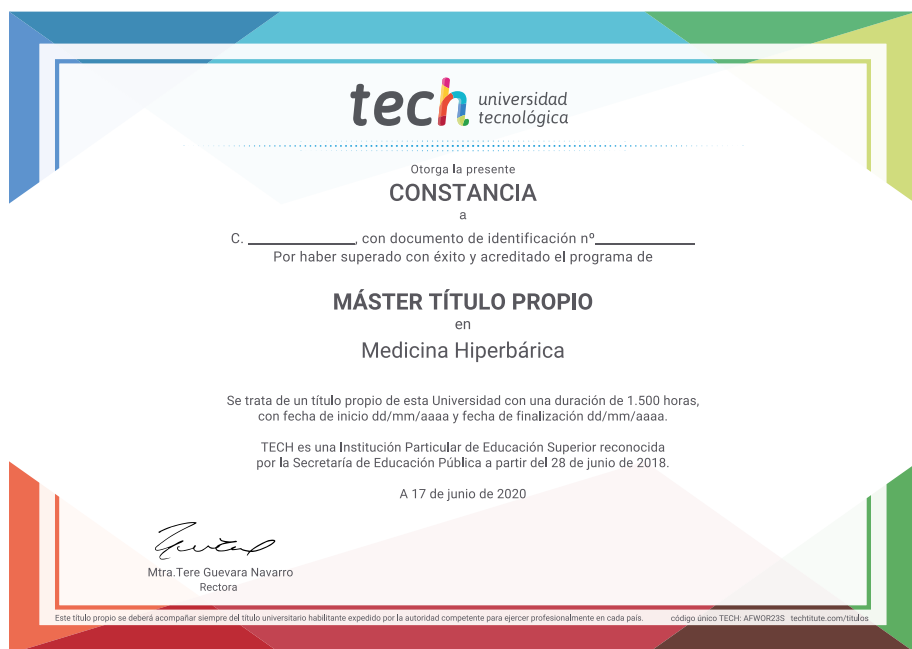 tech universidad
tecnológica
Otorga la presente
CONSTANCIA
a
C. ______________, con documento de identificación nº_____________
Por haber superado con éxito y acreditado el programa de
MÁSTER TÍTULO PROPIO
en
Medicina Hiperbárica
Se trata de un título propio de esta Universidad con una duración de 1.500 horas,
con fecha de inicio dd/mm/aaaa y fecha de finalización dd/mm/aaaa.
TECH es una Institución Particular de Educación Superior reconocida
por la Secretaría de Educación Pública a partir del 28 de junio de 2018.
A 17 de junio de 2020
Mtra.Tere Guevara Navarro
Rectora
Este título propio se deberá acompañar siempre del título universitario habilitante expedido por la autoridad competente para ejercer profesionalmente en cada país. código único TECH: AFWOR23S techtitute.com/titulos